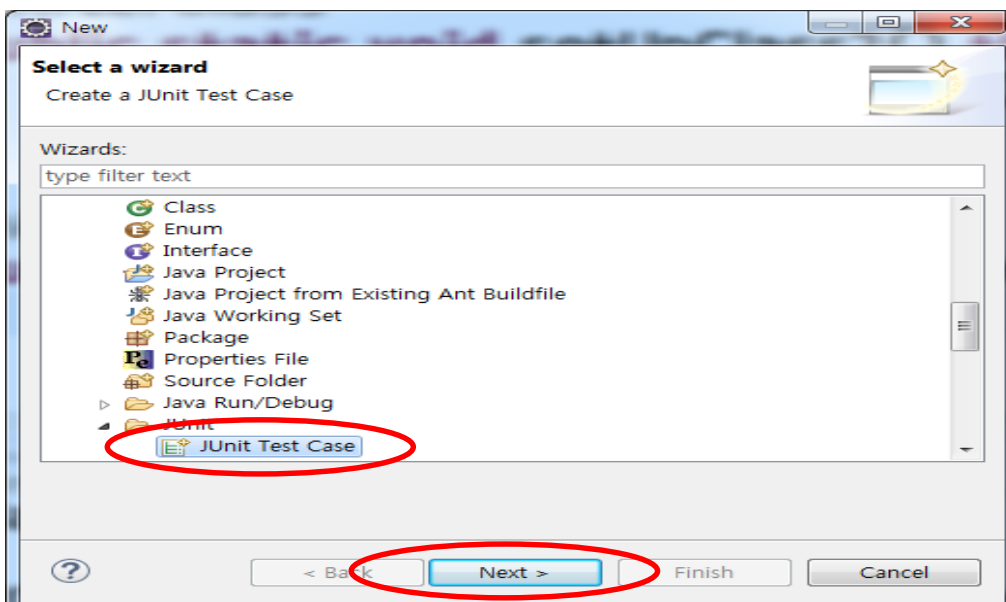 New
Select a wizard
Create a JUnit Test Case
Wizards:
type filter text
Class
Enum
Interface
Java Project
Java Project from Existing Ant Buildfile
Java Working Set
Package
Properties File
Source Folder
Java Run/Debug
JUnit
JUnit Test Case
< Back Next > Finish Cancel